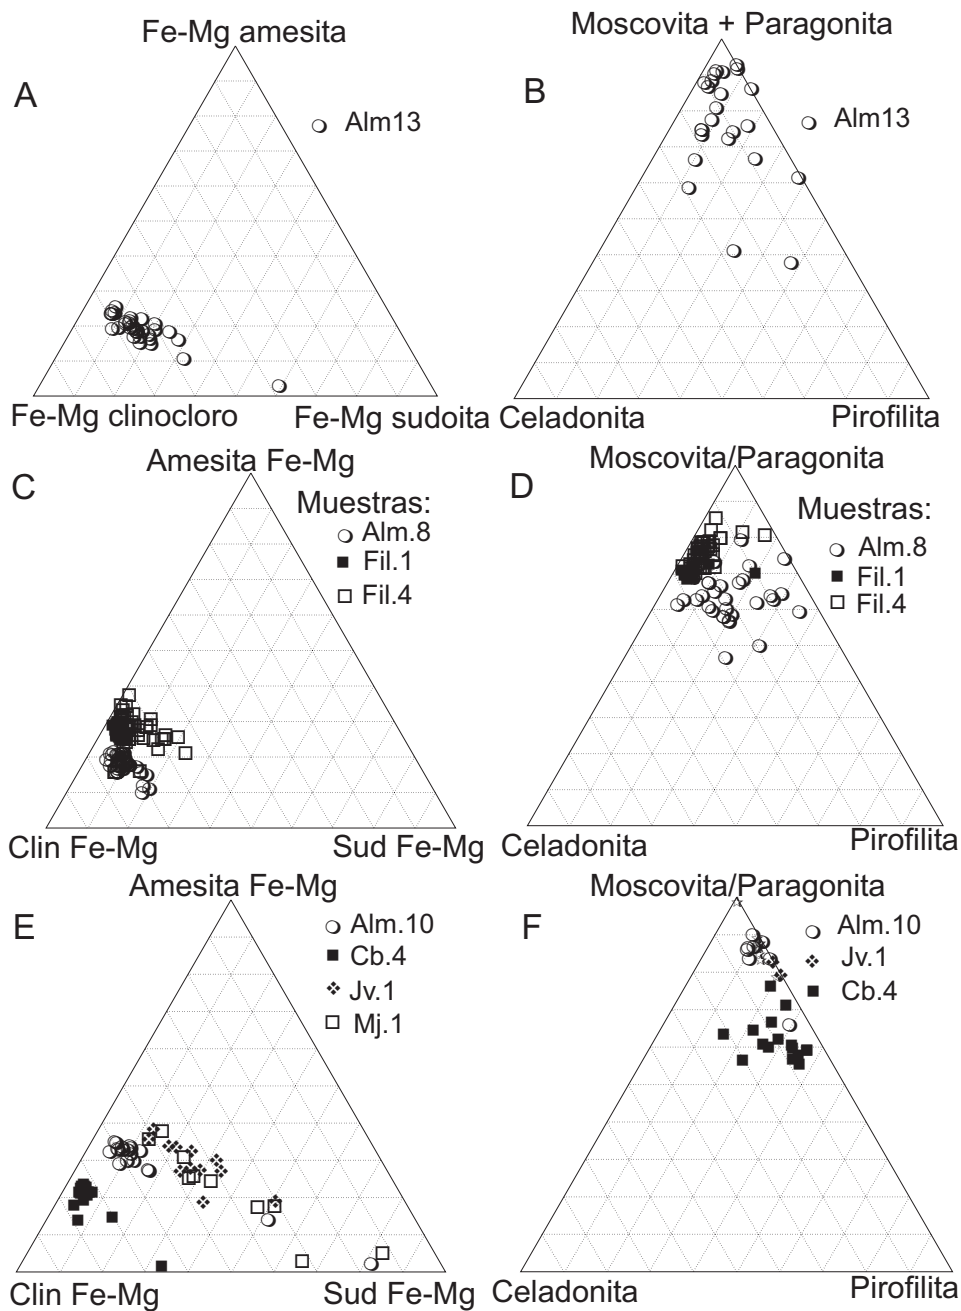 Fe-Mg amesita
Moscovita + Paragonita
A
B
Alm13
Alm13
Fe-Mg clinocloro
Fe-Mg sudoita
Celadonita
Pirofilita
Amesita Fe-Mg
Moscovita/Paragonita
C
D
Muestras:
Alm.8
Fil.1
Fil.4
Muestras:
Alm.8
Fil.1
Fil.4
Clin Fe-Mg
Sud Fe-Mg
Celadonita
Pirofilita
Amesita Fe-Mg
Moscovita/Paragonita
E
F
Alm.10
Cb.4
Jv.1
Mj.1
Alm.10
Jv.1
Cb.4
Clin Fe-Mg
Sud Fe-Mg
Celadonita
Pirofilita